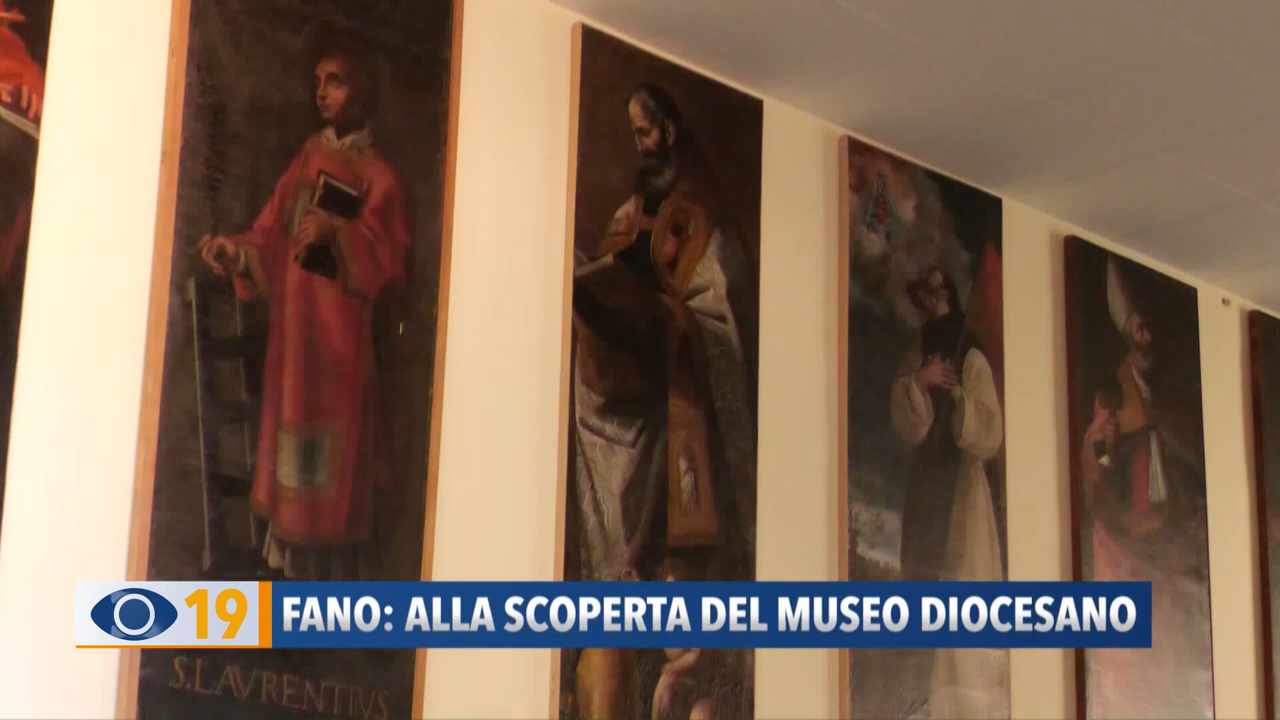 19 FANO: ALLA SCOPERTA DEL MUSEO DIOCESANO
S. LAVRENTIVS